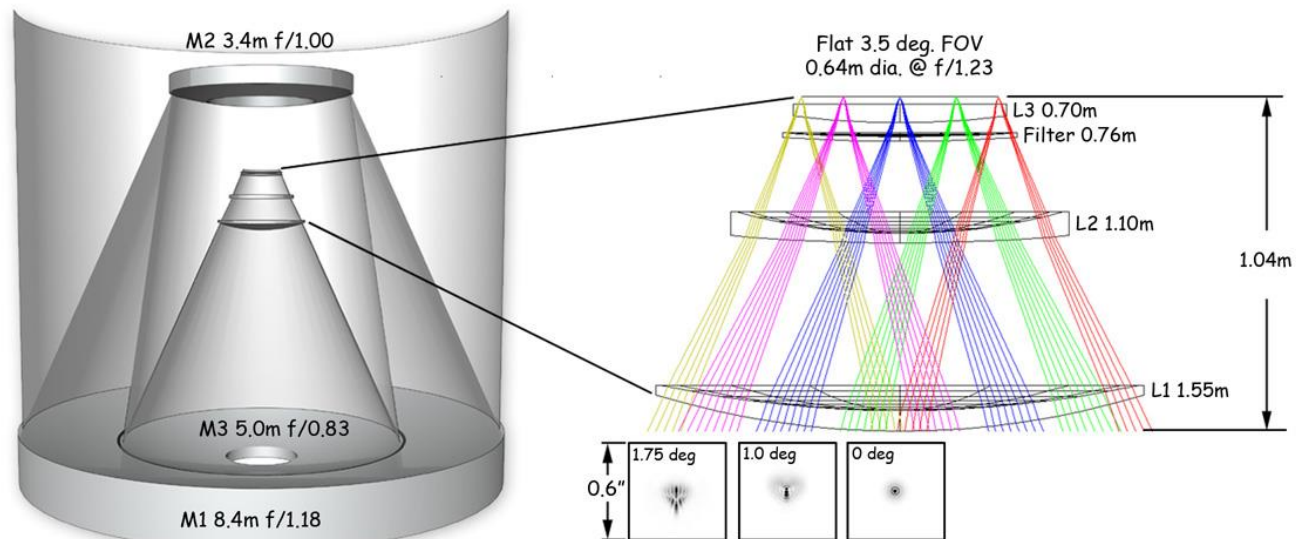 M2 3.4m f/1.00
M3 5.0m f/0.83
M1 8.4m f/1.18
Flat 3.5 deg. FOV
0.64m dia. @ f/1.23
L3 0.70m
Filter 0.76m
L2 1.10m
1.04m
L1 1.55m
0.6"
1.75 deg
1.0 deg
0 deg